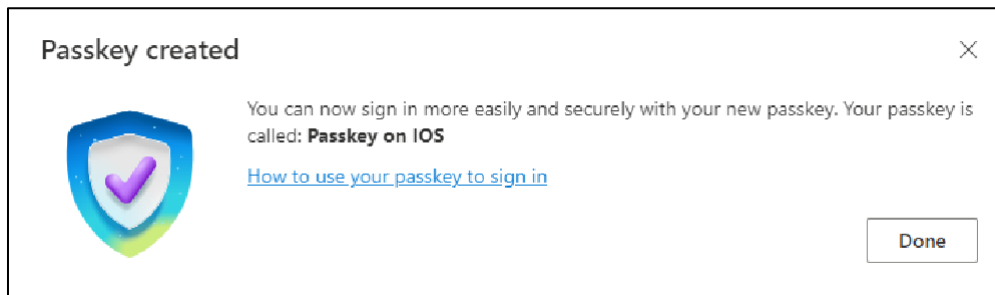 Passkey created
You can now sign in more easily and securely with your new passkey. Your passkey is
called: Passkey on IOS
How to use your passkey to sign in
Done